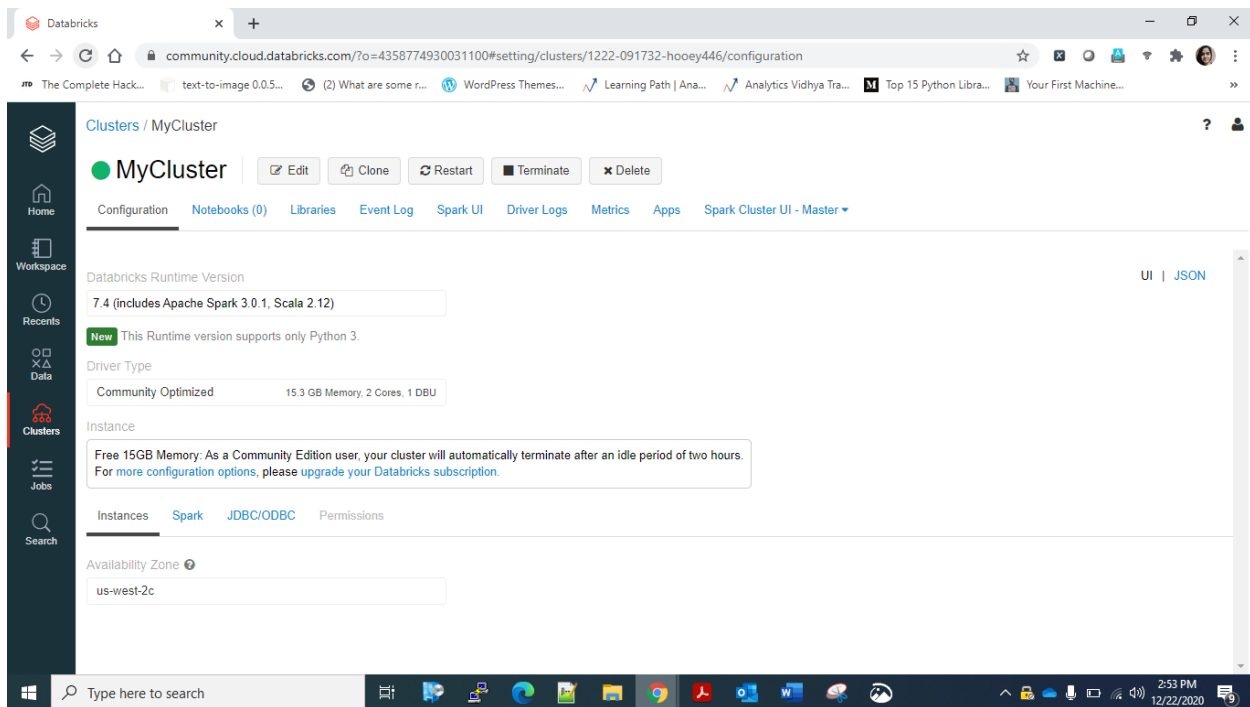 Databricks
community.cloud.databricks.com/?o=4358774930031100#setting/clusters/1222-091732-hooey446/configuration
The Complete Hack... text-to-image 0.0.5... (2) What are some r... WordPress Themes... Learning Path | Ana... Analytics Vidhya Tra... M Top 15 Python Libra... Your First Machine... »
Clusters / MyCluster ?
MyCluster Edit Clone Restart Terminate Delete
Configuration Notebooks (0) Libraries Event Log Spark UI Driver Logs Metrics Apps Spark Cluster UI - Master
Home
Workspace
Recents
Data
Clusters
Jobs
Search
Databricks Runtime Version
UI | JSON
7.4 (includes Apache Spark 3.0.1, Scala 2.12)
New This Runtime version supports only Python 3.
Driver Type
Community Optimized 15.3 GB Memory, 2 Cores, 1 DBU
Instance
Free 15GB Memory: As a Community Edition user, your cluster will automatically terminate after an idle period of two hours.
For more configuration options, please upgrade your Databricks subscription.
Instances Spark JDBC/ODBC Permissions
Availability Zone ?
us-west-2c
Type here to search
2:53 PM
12/22/2020